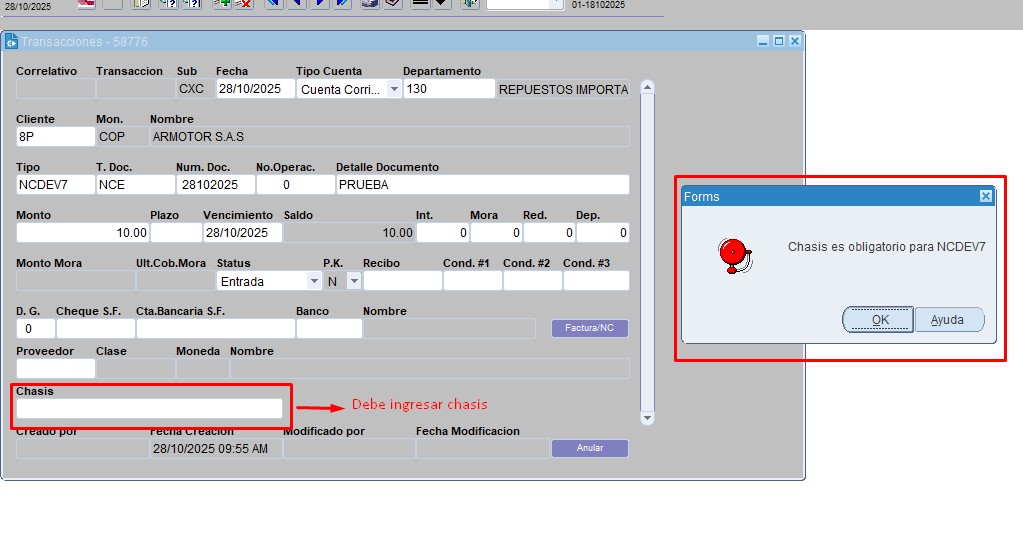 28/10/2025
01-18102025
Transacciones - 58776
Correlativo Transaccion Sub Fecha Tipo Cuenta Departamento
CXC 28/10/2025 Cuenta Corri... 130 REPUESTOS IMPORTA
Cliente Mon. Nombre
8P COP ARMOTOR S.A.S
Tipo T. Doc. Num. Doc. No.Operac. Detalle Documento
NCDEV7 NCE 28102025 0 PRUEBA
Monto Plazo Vencimiento Saldo Int. Mora Red. Dep.
10.00 28/10/2025 10.00 0 0 0 0
Monto Mora Ult.Cob.Mora Status P.K. Recibo Cond. #1 Cond. #2 Cond. #3
Entrada N
D. G. Cheque S.F. Cta.Bancaria S.F. Banco Nombre
0 Factura/NC
Proveedor Clase Moneda Nombre
Chasis
Debe ingresar chasis
Creado por Fecha Creacion Modificado por Fecha Modificacion
28/10/2025 09:55 AM Anular
Forms
Chasis es obligatorio para NCDEV7
OK Ayuda